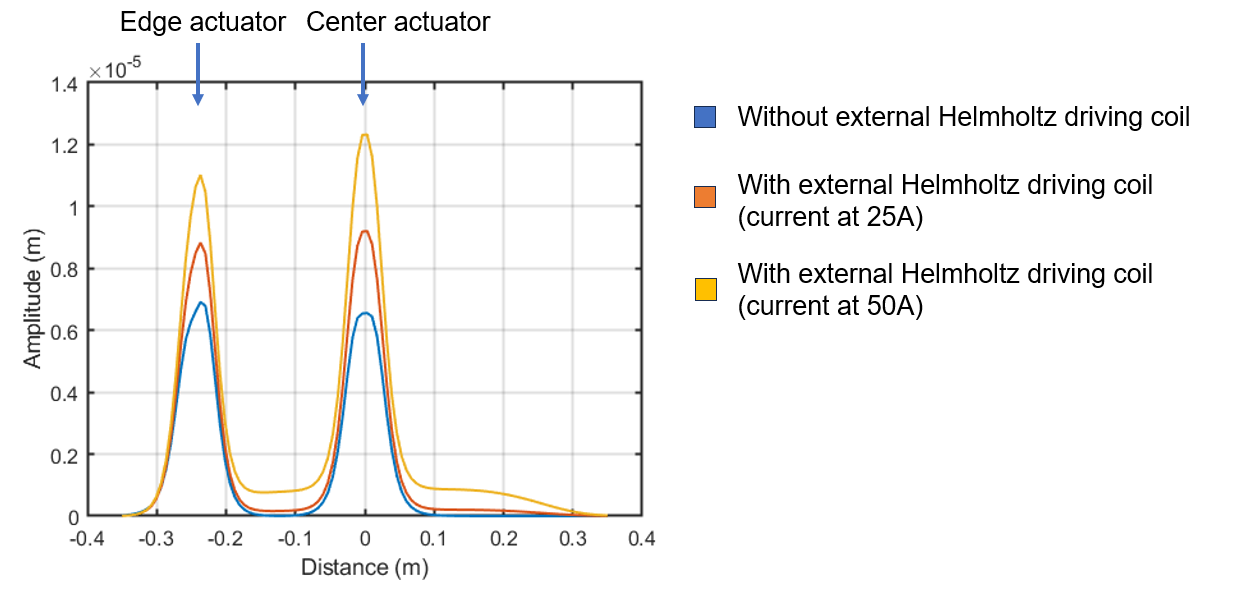 Edge actuator Center actuator
×10-5
1.4
1.2
1
0.8
0.6
0.4
0.2
0
Amplitude (m)
-0.4 -0.3 -0.2 -0.1 0 0.1 0.2 0.3 0.4
Distance (m)
Without external Helmholtz driving coil
With external Helmholtz driving coil
(current at 25A)
With external Helmholtz driving coil
(current at 50A)